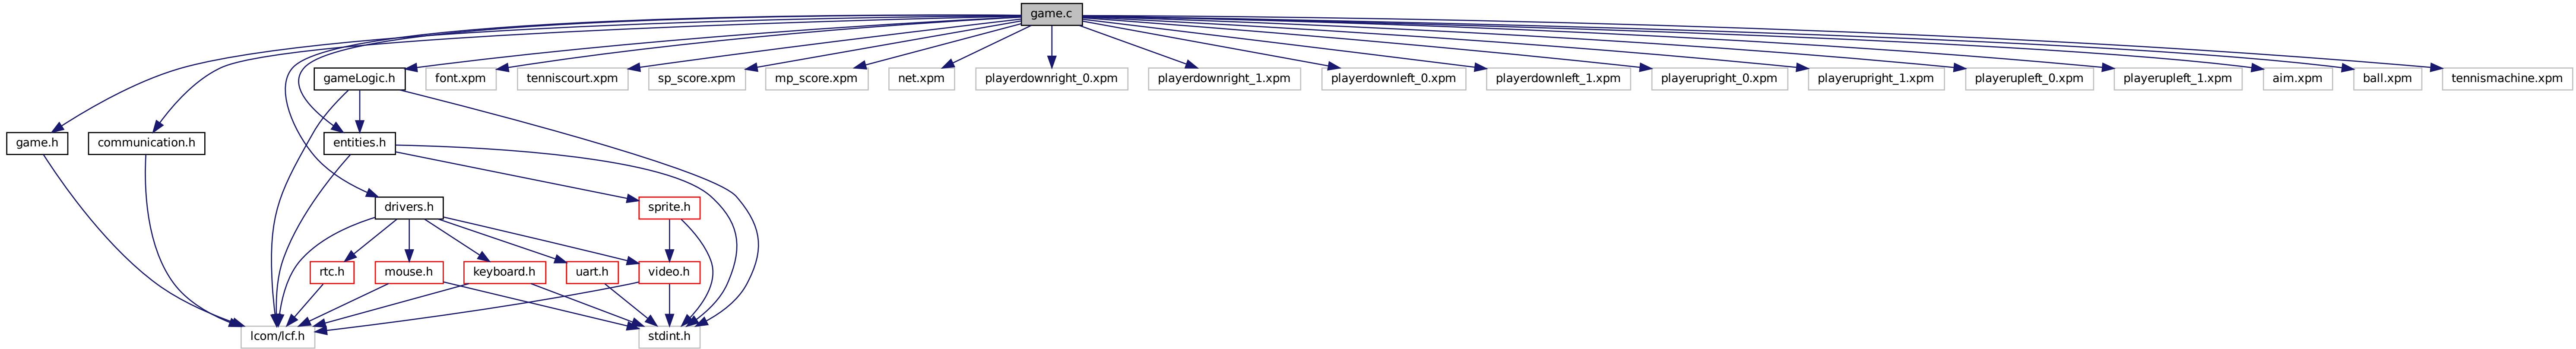 game.c
gameLogic.h
font.xpm
tenniscourt.xpm
sp_score.xpm
mp_score.xpm
net.xpm
playerdownright_0.xpm
playerdownright_1.xpm
playerdownleft_0.xpm
playerdownleft_1.xpm
playerupright_0.xpm
playerupright_1.xpm
playerupleft_0.xpm
playerupleft_1.xpm
aim.xpm
ball.xpm
tennismachine.xpm
game.h
communication.h
entities.h
drivers.h
sprite.h
rtc.h
mouse.h
keyboard.h
uart.h
video.h
lcom/lcf.h
stdint.h